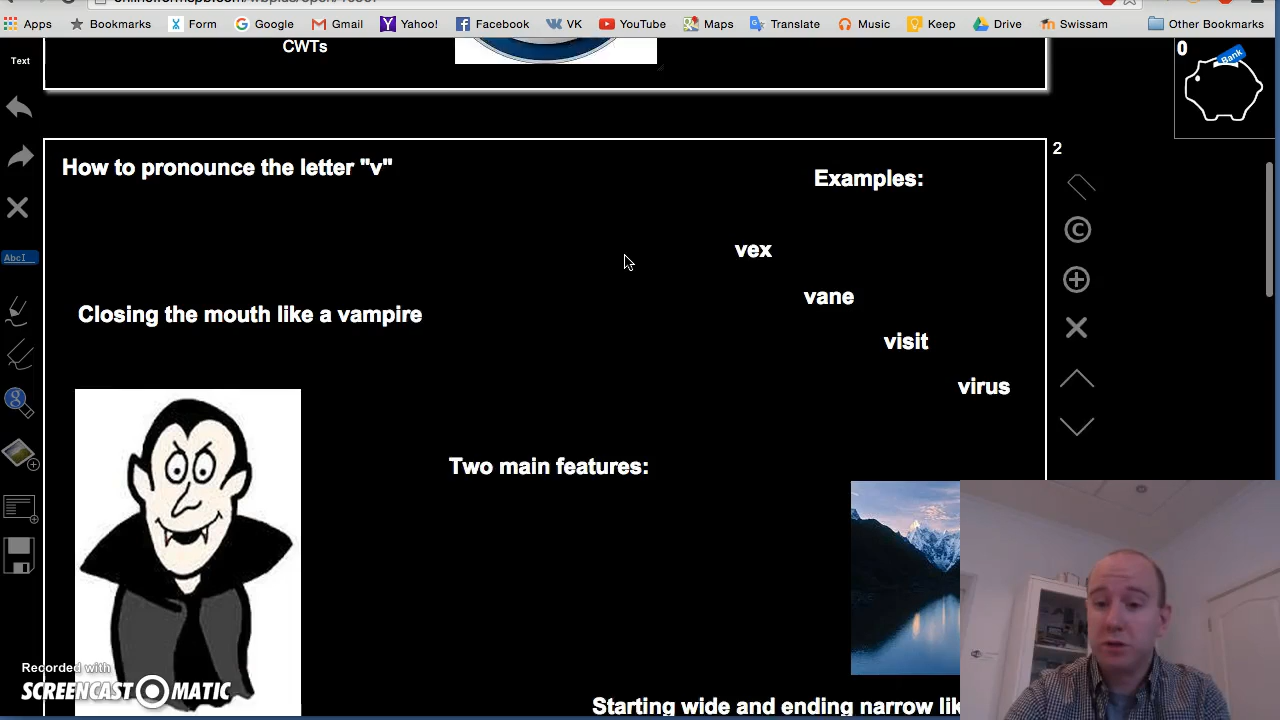 Apps
Bookmarks
Form
Google
Gmail
Yahoo!
Facebook
VK
YouTube
Maps
Translate
Music
Keep
Drive
Swissam
Other Bookmarks
CWTs
Text
0
Bank
How to pronounce the letter "v"
2
Examples:
vex
AbcI
vane
Closing the mouth like a vampire
visit
virus
Two main features:
Recorded with
SCREENCAST MATIC
Starting wide and ending narrow lik